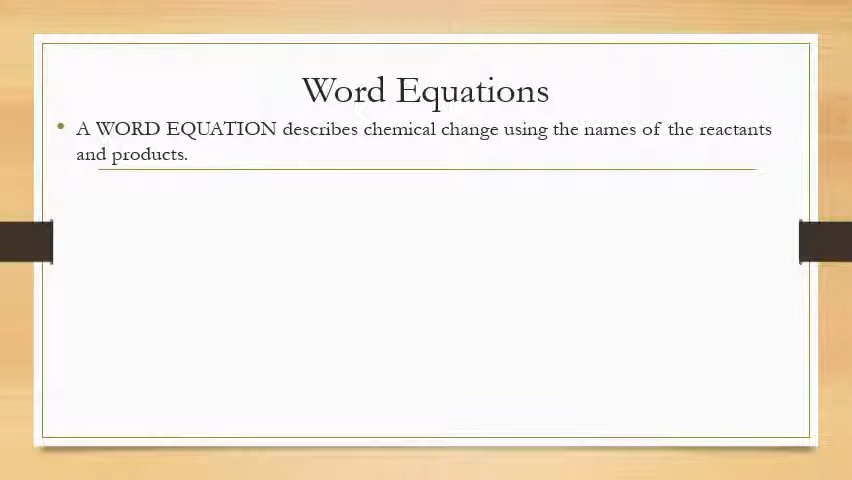 Word Equations
• A WORD EQUATION describes chemical change using the names of the reactants
and products.